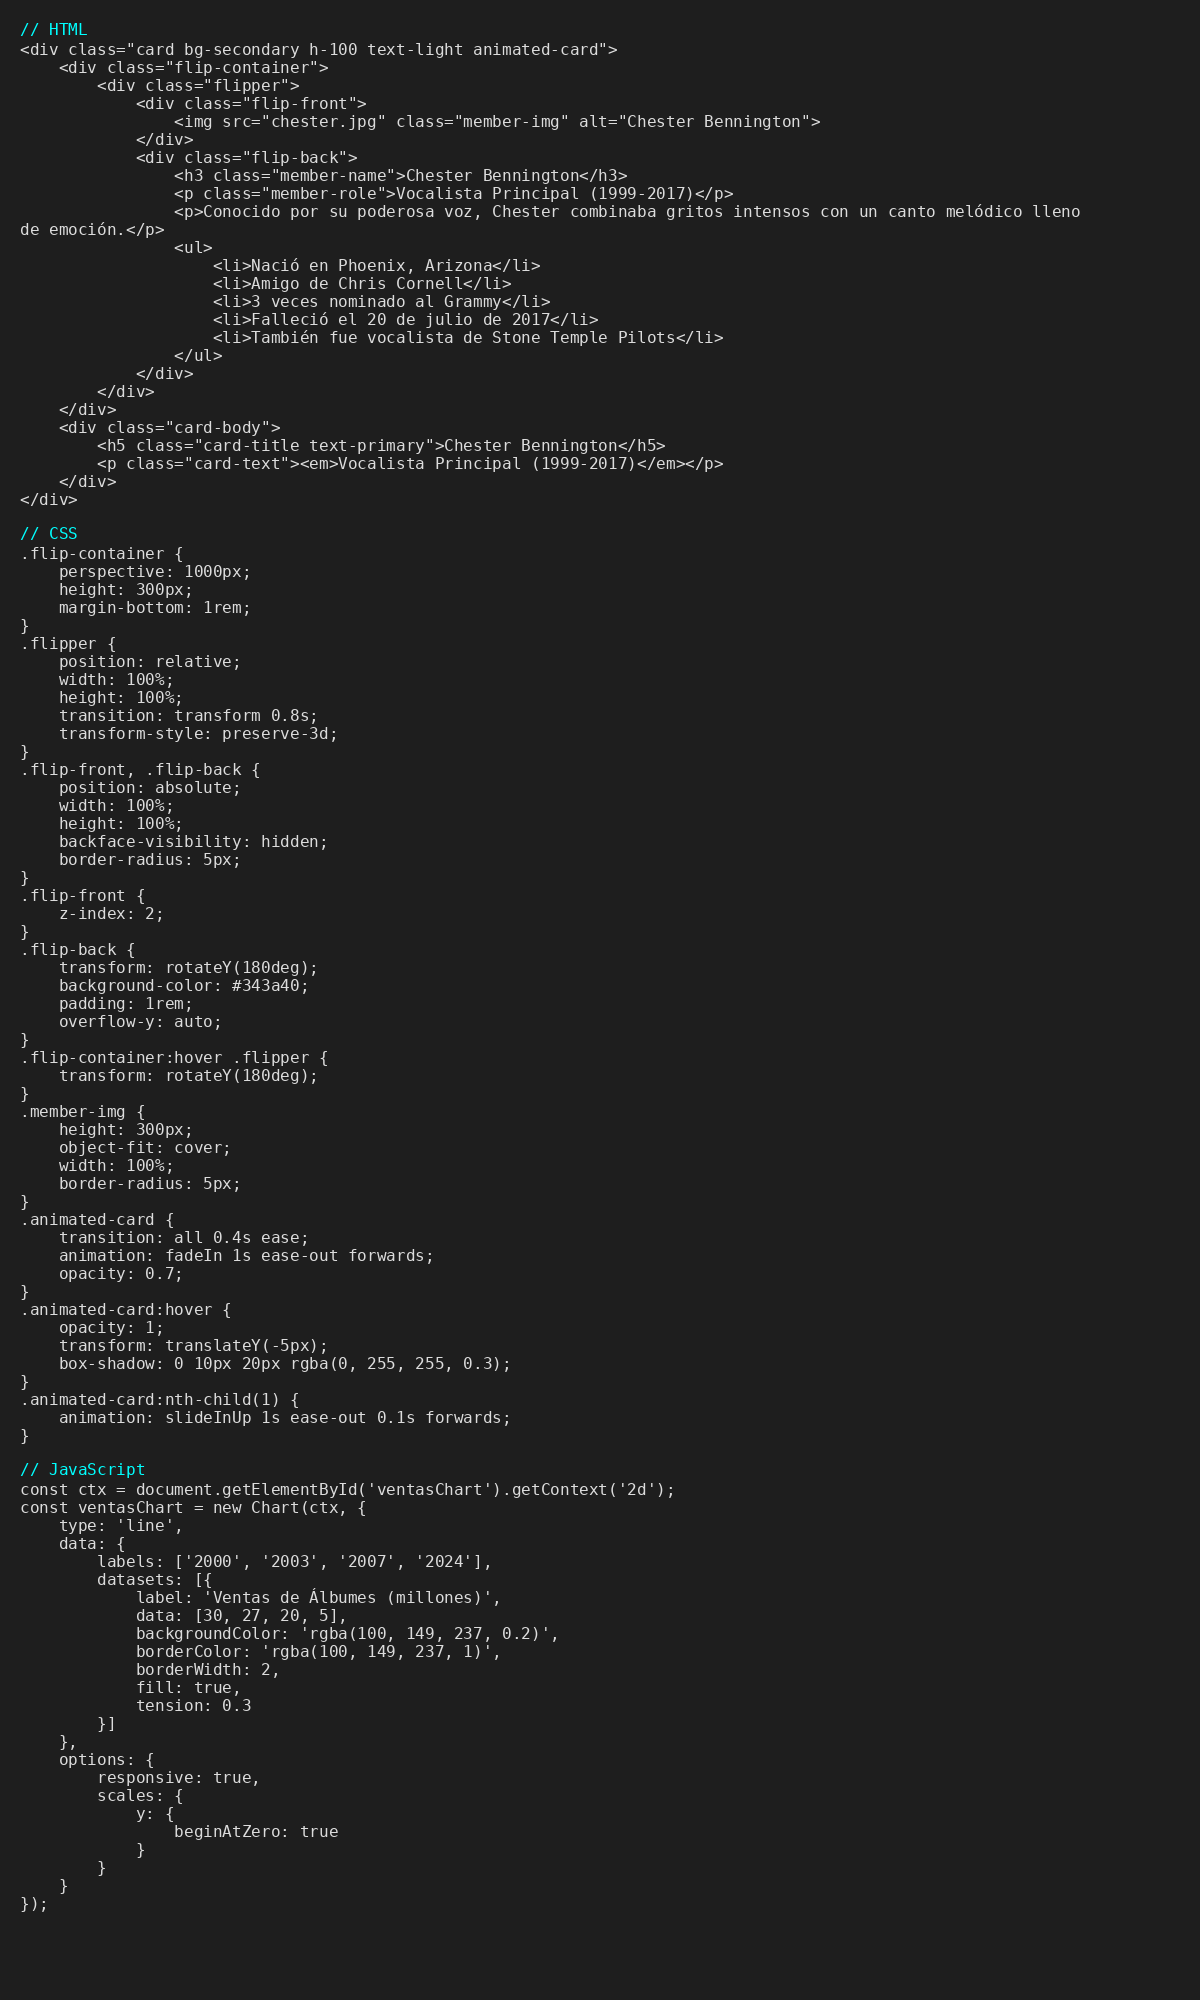 // HTML
<div class="card bg-secondary h-100 text-light animated-card">
    <div class="flip-container">
        <div class="flipper">
            <div class="flip-front">
                <img src="chester.jpg" class="member-img" alt="Chester Bennington">
            </div>
            <div class="flip-back">
                <h3 class="member-name">Chester Bennington</h3>
                <p class="member-role">Vocalista Principal (1999-2017)</p>
                <p>Conocido por su poderosa voz, Chester combinaba gritos intensos con un canto melódico lleno
de emoción.</p>
                <ul>
                    <li>Nació en Phoenix, Arizona</li>
                    <li>Amigo de Chris Cornell</li>
                    <li>3 veces nominado al Grammy</li>
                    <li>Falleció el 20 de julio de 2017</li>
                    <li>También fue vocalista de Stone Temple Pilots</li>
                </ul>
            </div>
        </div>
    </div>
    <div class="card-body">
        <h5 class="card-title text-primary">Chester Bennington</h5>
        <p class="card-text"><em>Vocalista Principal (1999-2017)</em></p>
    </div>
</div>

// CSS
.flip-container {
    perspective: 1000px;
    height: 300px;
    margin-bottom: 1rem;
}
.flipper {
    position: relative;
    width: 100%;
    height: 100%;
    transition: transform 0.8s;
    transform-style: preserve-3d;
}
.flip-front, .flip-back {
    position: absolute;
    width: 100%;
    height: 100%;
    backface-visibility: hidden;
    border-radius: 5px;
}
.flip-front {
    z-index: 2;
}
.flip-back {
    transform: rotateY(180deg);
    background-color: #343a40;
    padding: 1rem;
    overflow-y: auto;
}
.flip-container:hover .flipper {
    transform: rotateY(180deg);
}
.member-img {
    height: 300px;
    object-fit: cover;
    width: 100%;
    border-radius: 5px;
}
.animated-card {
    transition: all 0.4s ease;
    animation: fadeIn 1s ease-out forwards;
    opacity: 0.7;
}
.animated-card:hover {
    opacity: 1;
    transform: translateY(-5px);
    box-shadow: 0 10px 20px rgba(0, 255, 255, 0.3);
}
.animated-card:nth-child(1) {
    animation: slideInUp 1s ease-out 0.1s forwards;
}

// JavaScript
const ctx = document.getElementById('ventasChart').getContext('2d');
const ventasChart = new Chart(ctx, {
    type: 'line',
    data: {
        labels: ['2000', '2003', '2007', '2024'],
        datasets: [{
            label: 'Ventas de Álbumes (millones)',
            data: [30, 27, 20, 5],
            backgroundColor: 'rgba(100, 149, 237, 0.2)',
            borderColor: 'rgba(100, 149, 237, 1)',
            borderWidth: 2,
            fill: true,
            tension: 0.3
        }]
    },
    options: {
        responsive: true,
        scales: {
            y: {
                beginAtZero: true
            }
        }
    }
});